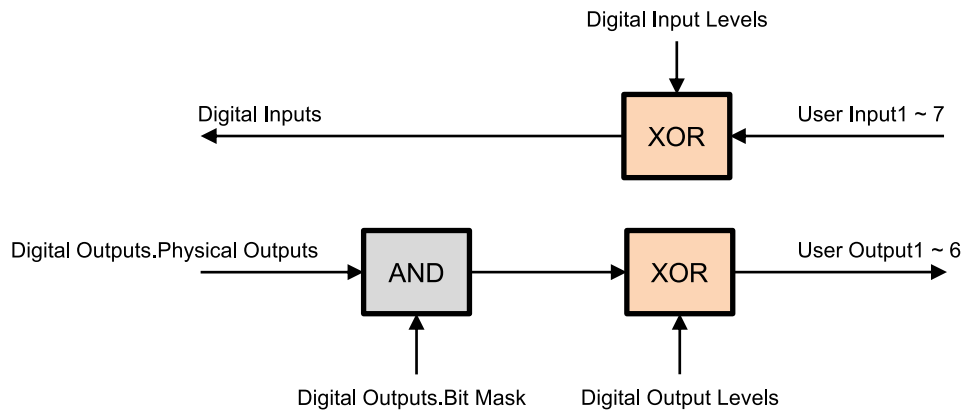 Digital Input Levels
Digital Inputs
XOR
User Input1 ~ 7
Digital Outputs.Physical Outputs
AND
XOR
User Output1 ~ 6
Digital Outputs.Bit Mask
Digital Output Levels